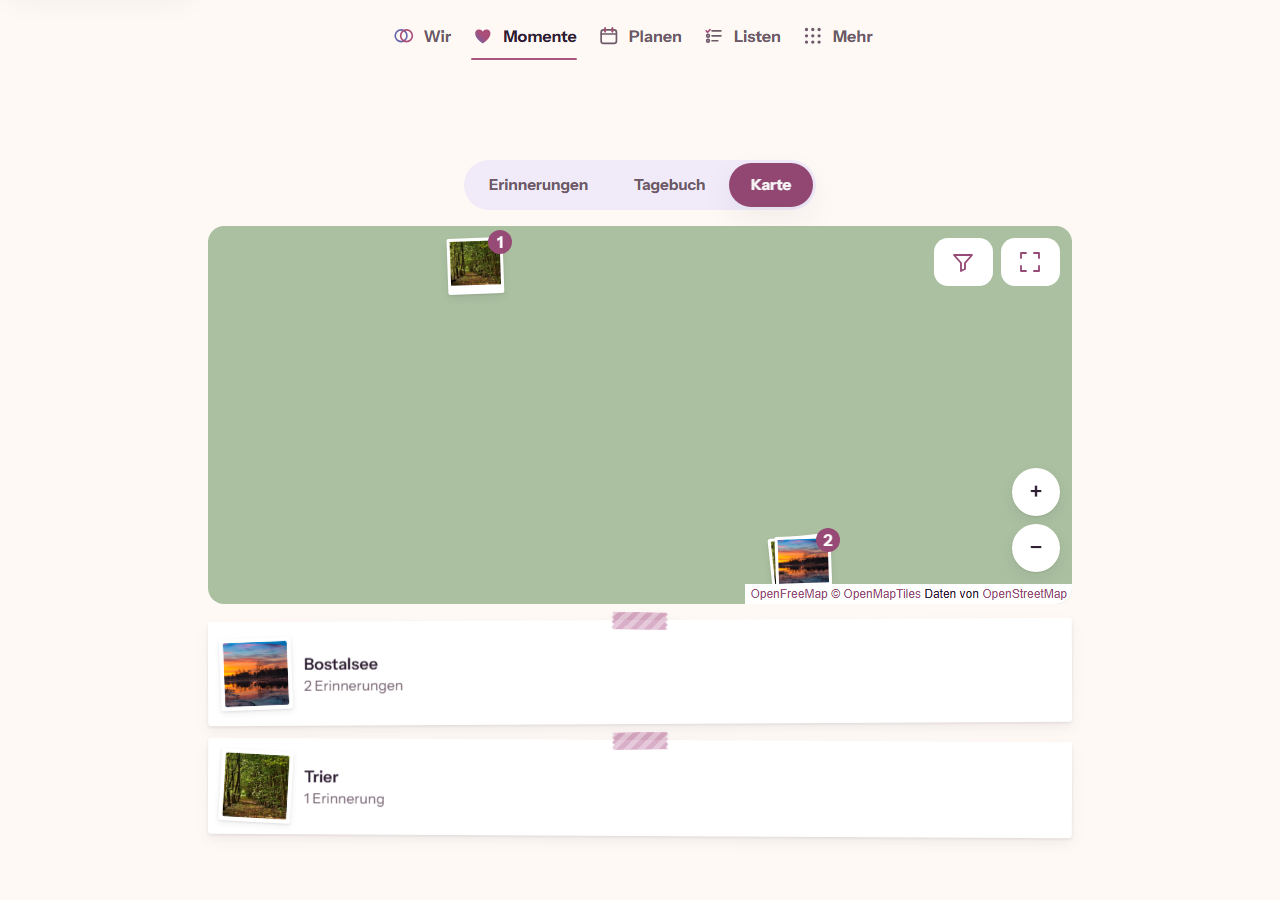 Wir Momente Planen Listen Mehr
Erinnerungen Tagebuch Karte
1
+
2
−
OpenFreeMap © OpenMapTiles Daten von OpenStreetMap
Bostalsee
2 Erinnerungen
Trier
1 Erinnerung